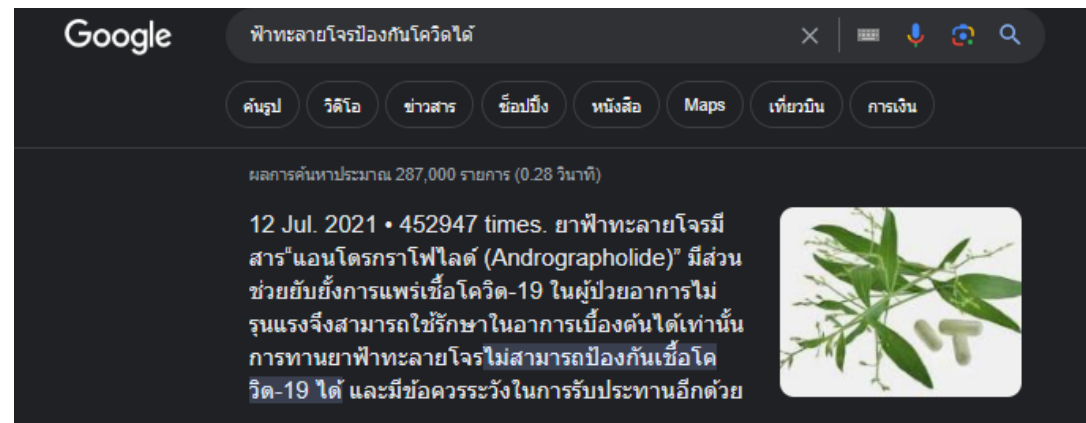 Google
ฟ้าทะลายโจรป้องกันโควิดได้
ค้นรูป
วิดีโอ
ข่าวสาร
ช็อปปิ้ง
หนังสือ
Maps
เที่ยวบิน
การเงิน
ผลการค้นหาประมาณ 287,000 รายการ (0.28 วินาที)
12 Jul. 2021 • 452947 times. ยาฟ้าทะลายโจรมี
สาร“แอนโดรกราโฟไลด์ (Andrographolide)” มีส่วน
ช่วยยับยั้งการแพร่เชื้อโควิด-19 ในผู้ป่วยอาการไม่
รุนแรงจึงสามารถใช้รักษาในอาการเบื้องต้นได้เท่านั้น
การทานยาฟ้าทะลายโจรไม่สามารถป้องกันเชื้อโค
วิด-19 ได้ และมีข้อควรระวังในการรับประทานอีกด้วย